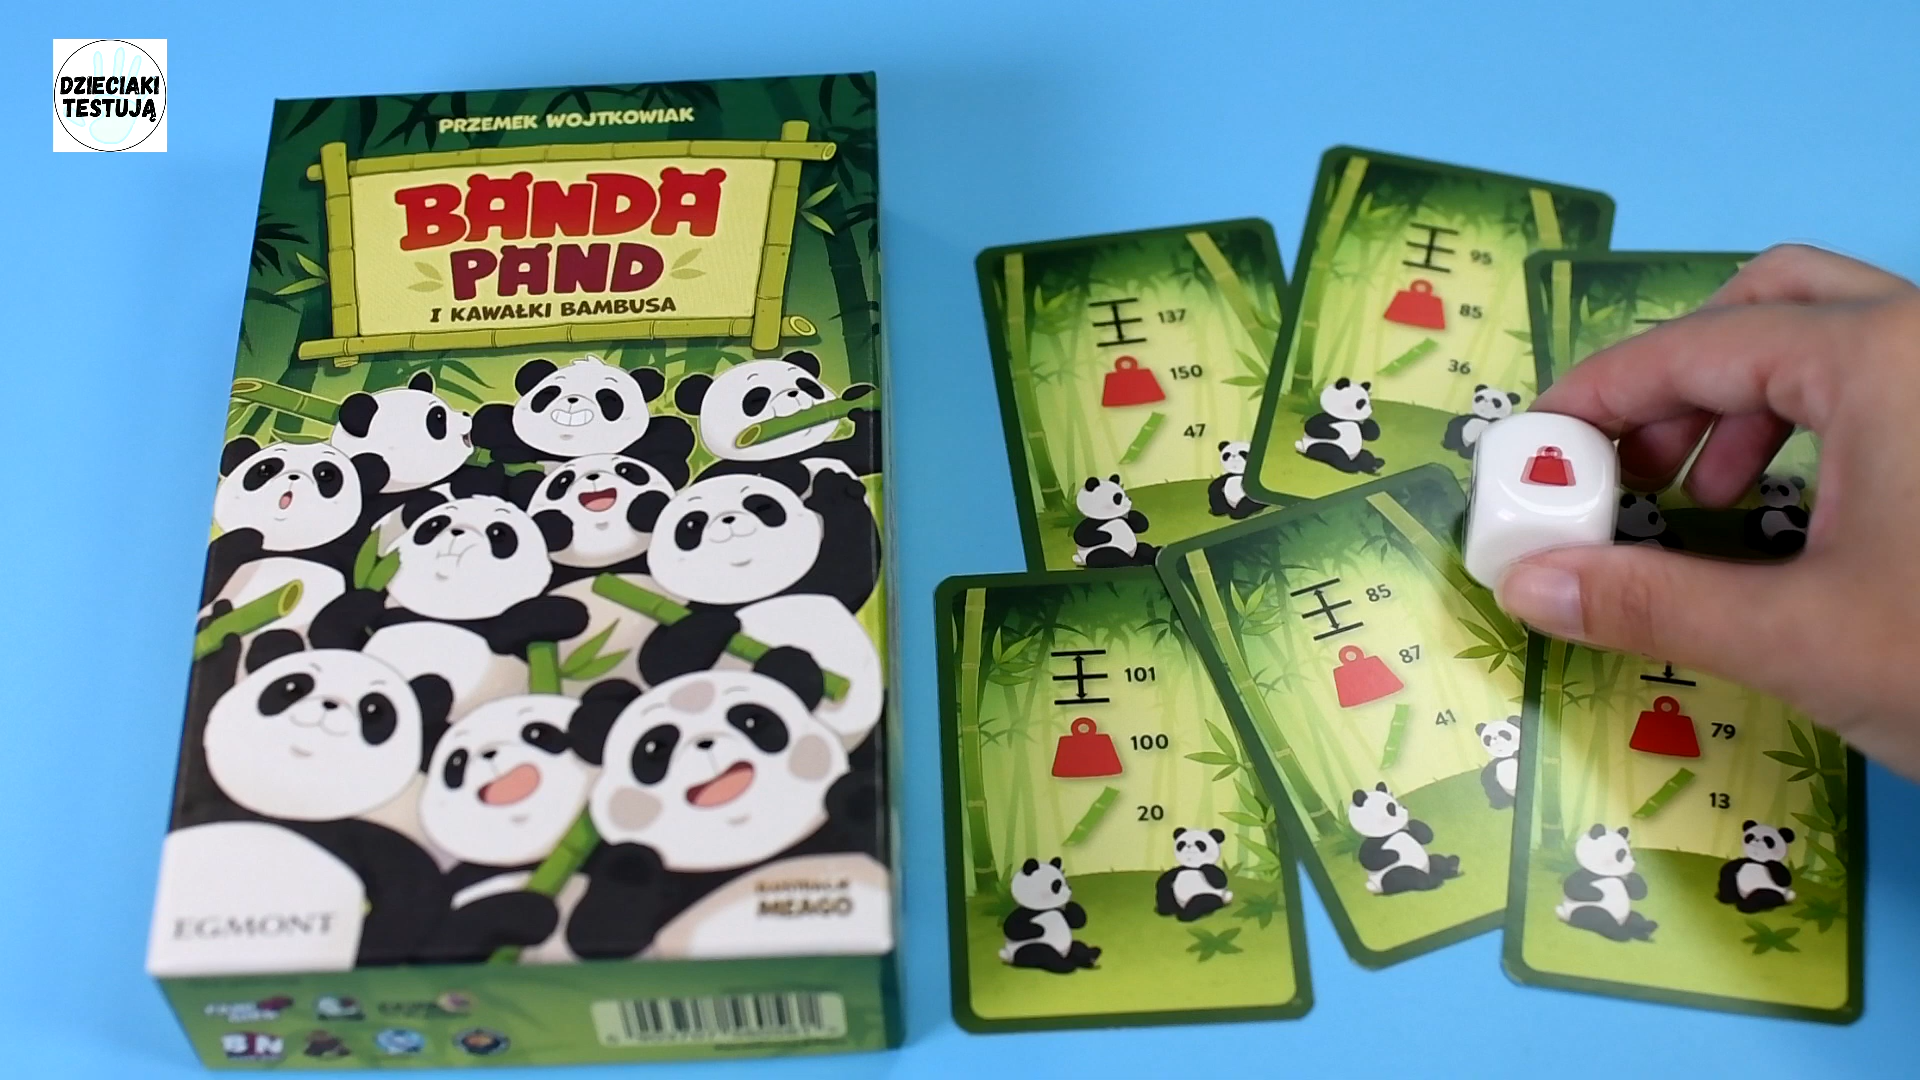 DZIECIAKI
TESTUJĄ
PRZEMEK WOJTKOWIAK
BANDA
PAND
I KAWAŁKI BAMBUSA
ILUSTRACJE
MEAGO
EGMONT
137
150
47
95
85
36
101
100
20
85
87
41
79
13